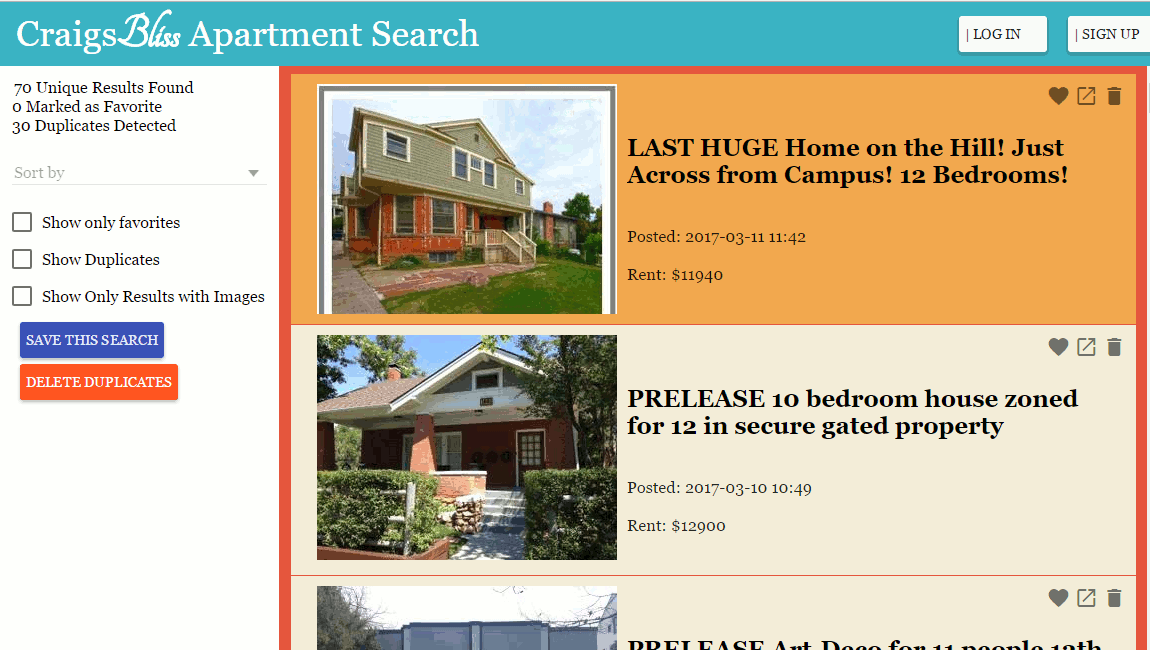 CraigsBliss Apartment Search
| LOG IN
| SIGN UP
70 Unique Results Found
0 Marked as Favorite
30 Duplicates Detected
Sort by
Show only favorites
Show Duplicates
Show Only Results with Images
SAVE THIS SEARCH
DELETE DUPLICATES
LAST HUGE Home on the Hill! Just
Across from Campus! 12 Bedrooms!
Posted: 2017-03-11 11:42
Rent: $11940
PRELEASE 10 bedroom house zoned
for 12 in secure gated property
Posted: 2017-03-10 10:49
Rent: $12900
PRELEASE Art-Deco for 11 people 13th